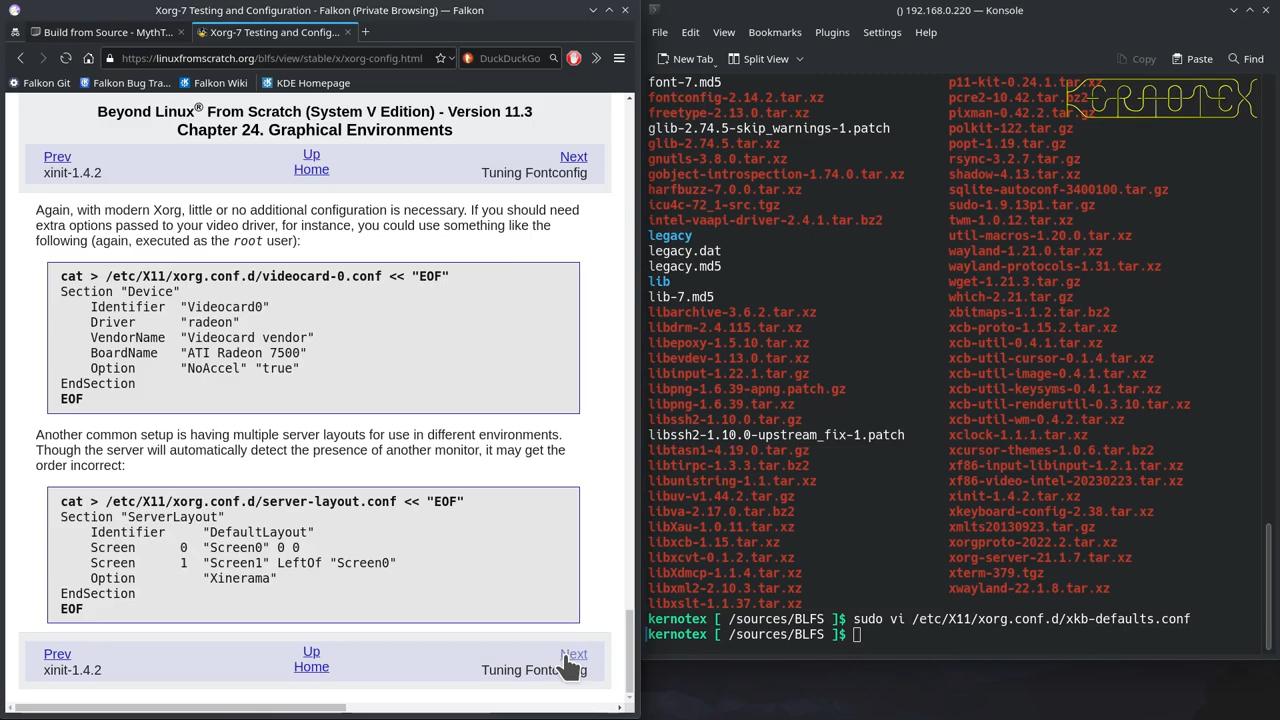 Xorg-7 Testing and Configuration - Falkon (Private Browsing) — Falkon
Build from Source - MythT...
Xorg-7 Testing and Config...
https://linuxfromscratch.org/blfs/view/stable/x/xorg-config.html
DuckDuckGo
Falkon Git
Falkon Bug Tra...
Falkon Wiki
KDE Homepage
Beyond Linux® From Scratch (System V Edition) - Version 11.3
Chapter 24. Graphical Environments
Prev
Up
Next
xinit-1.4.2
Home
Tuning Fontconfig
Again, with modern Xorg, little or no additional configuration is necessary. If you should need
extra options passed to your video driver, for instance, you could use something like the
following (again, executed as the root user):
cat > /etc/X11/xorg.conf.d/videocard-0.conf << "EOF"
Section "Device"
    Identifier  "Videocard0"
    Driver      "radeon"
    VendorName  "Videocard vendor"
    BoardName   "ATI Radeon 7500"
    Option      "NoAccel" "true"
EndSection
EOF
Another common setup is having multiple server layouts for use in different environments.
Though the server will automatically detect the presence of another monitor, it may get the
order incorrect:
cat > /etc/X11/xorg.conf.d/server-layout.conf << "EOF"
Section "ServerLayout"
    Identifier     "DefaultLayout"
    Screen      0  "Screen0" 0 0
    Screen      1  "Screen1" LeftOf "Screen0"
    Option         "Xinerama"
EndSection
EOF
Prev
Up
Next
xinit-1.4.2
Home
Tuning Fontconfig
() 192.168.0.220 — Konsole
File Edit View Bookmarks Plugins Settings Help
New Tab
Split View
Copy
Paste
Find
KERNOTEX
font-7.md5 p11-kit-0.24.1.tar.xz
fontconfig-2.14.2.tar.xz pcre2-10.42.tar.bz2
freetype-2.13.0.tar.xz pixman-0.42.2.tar.gz
glib-2.74.5-skip_warnings-1.patch polkit-122.tar.gz
glib-2.74.5.tar.xz popt-1.19.tar.gz
gnutls-3.8.0.tar.xz rsync-3.2.7.tar.gz
gobject-introspection-1.74.0.tar.xz shadow-4.13.tar.xz
harfbuzz-7.0.0.tar.xz sqlite-autoconf-3400100.tar.gz
icu4c-72_1-src.tgz sudo-1.9.13p1.tar.gz
intel-vaapi-driver-2.4.1.tar.bz2 twm-1.0.12.tar.xz
legacy util-macros-1.20.0.tar.xz
legacy.dat wayland-1.21.0.tar.xz
legacy.md5 wayland-protocols-1.31.tar.xz
lib wget-1.21.3.tar.gz
lib-7.md5 which-2.21.tar.gz
libarchive-3.6.2.tar.xz xbitmaps-1.1.2.tar.bz2
libdrm-2.4.115.tar.xz xcb-proto-1.15.2.tar.xz
libepoxy-1.5.10.tar.xz xcb-util-0.4.1.tar.xz
libevdev-1.13.0.tar.xz xcb-util-cursor-0.1.4.tar.xz
libinput-1.22.1.tar.gz xcb-util-image-0.4.1.tar.xz
libpng-1.6.39-apng.patch.gz xcb-util-keysyms-0.4.1.tar.xz
libpng-1.6.39.tar.xz xcb-util-renderutil-0.3.10.tar.xz
libssh2-1.10.0.tar.gz xcb-util-wm-0.4.2.tar.xz
libssh2-1.10.0-upstream_fix-1.patch xclock-1.1.1.tar.xz
libtasn1-4.19.0.tar.gz xcursor-themes-1.0.6.tar.bz2
libtirpc-1.3.3.tar.bz2 xf86-input-libinput-1.2.1.tar.xz
libunistring-1.1.tar.xz xf86-video-intel-20230223.tar.xz
libuv-v1.44.2.tar.gz xinit-1.4.2.tar.xz
libva-2.17.0.tar.bz2 xkeyboard-config-2.38.tar.xz
libXau-1.0.11.tar.xz xmlts20130923.tar.gz
libxcb-1.15.tar.xz xorgproto-2022.2.tar.xz
libxcvt-0.1.2.tar.xz xorg-server-21.1.7.tar.xz
libXdmcp-1.1.4.tar.xz xterm-379.tgz
libxml2-2.10.3.tar.xz xwayland-22.1.8.tar.xz
libxslt-1.1.37.tar.xz
kernotex [ /sources/BLFS ]$ sudo vi /etc/X11/xorg.conf.d/xkb-defaults.conf
kernotex [ /sources/BLFS ]$